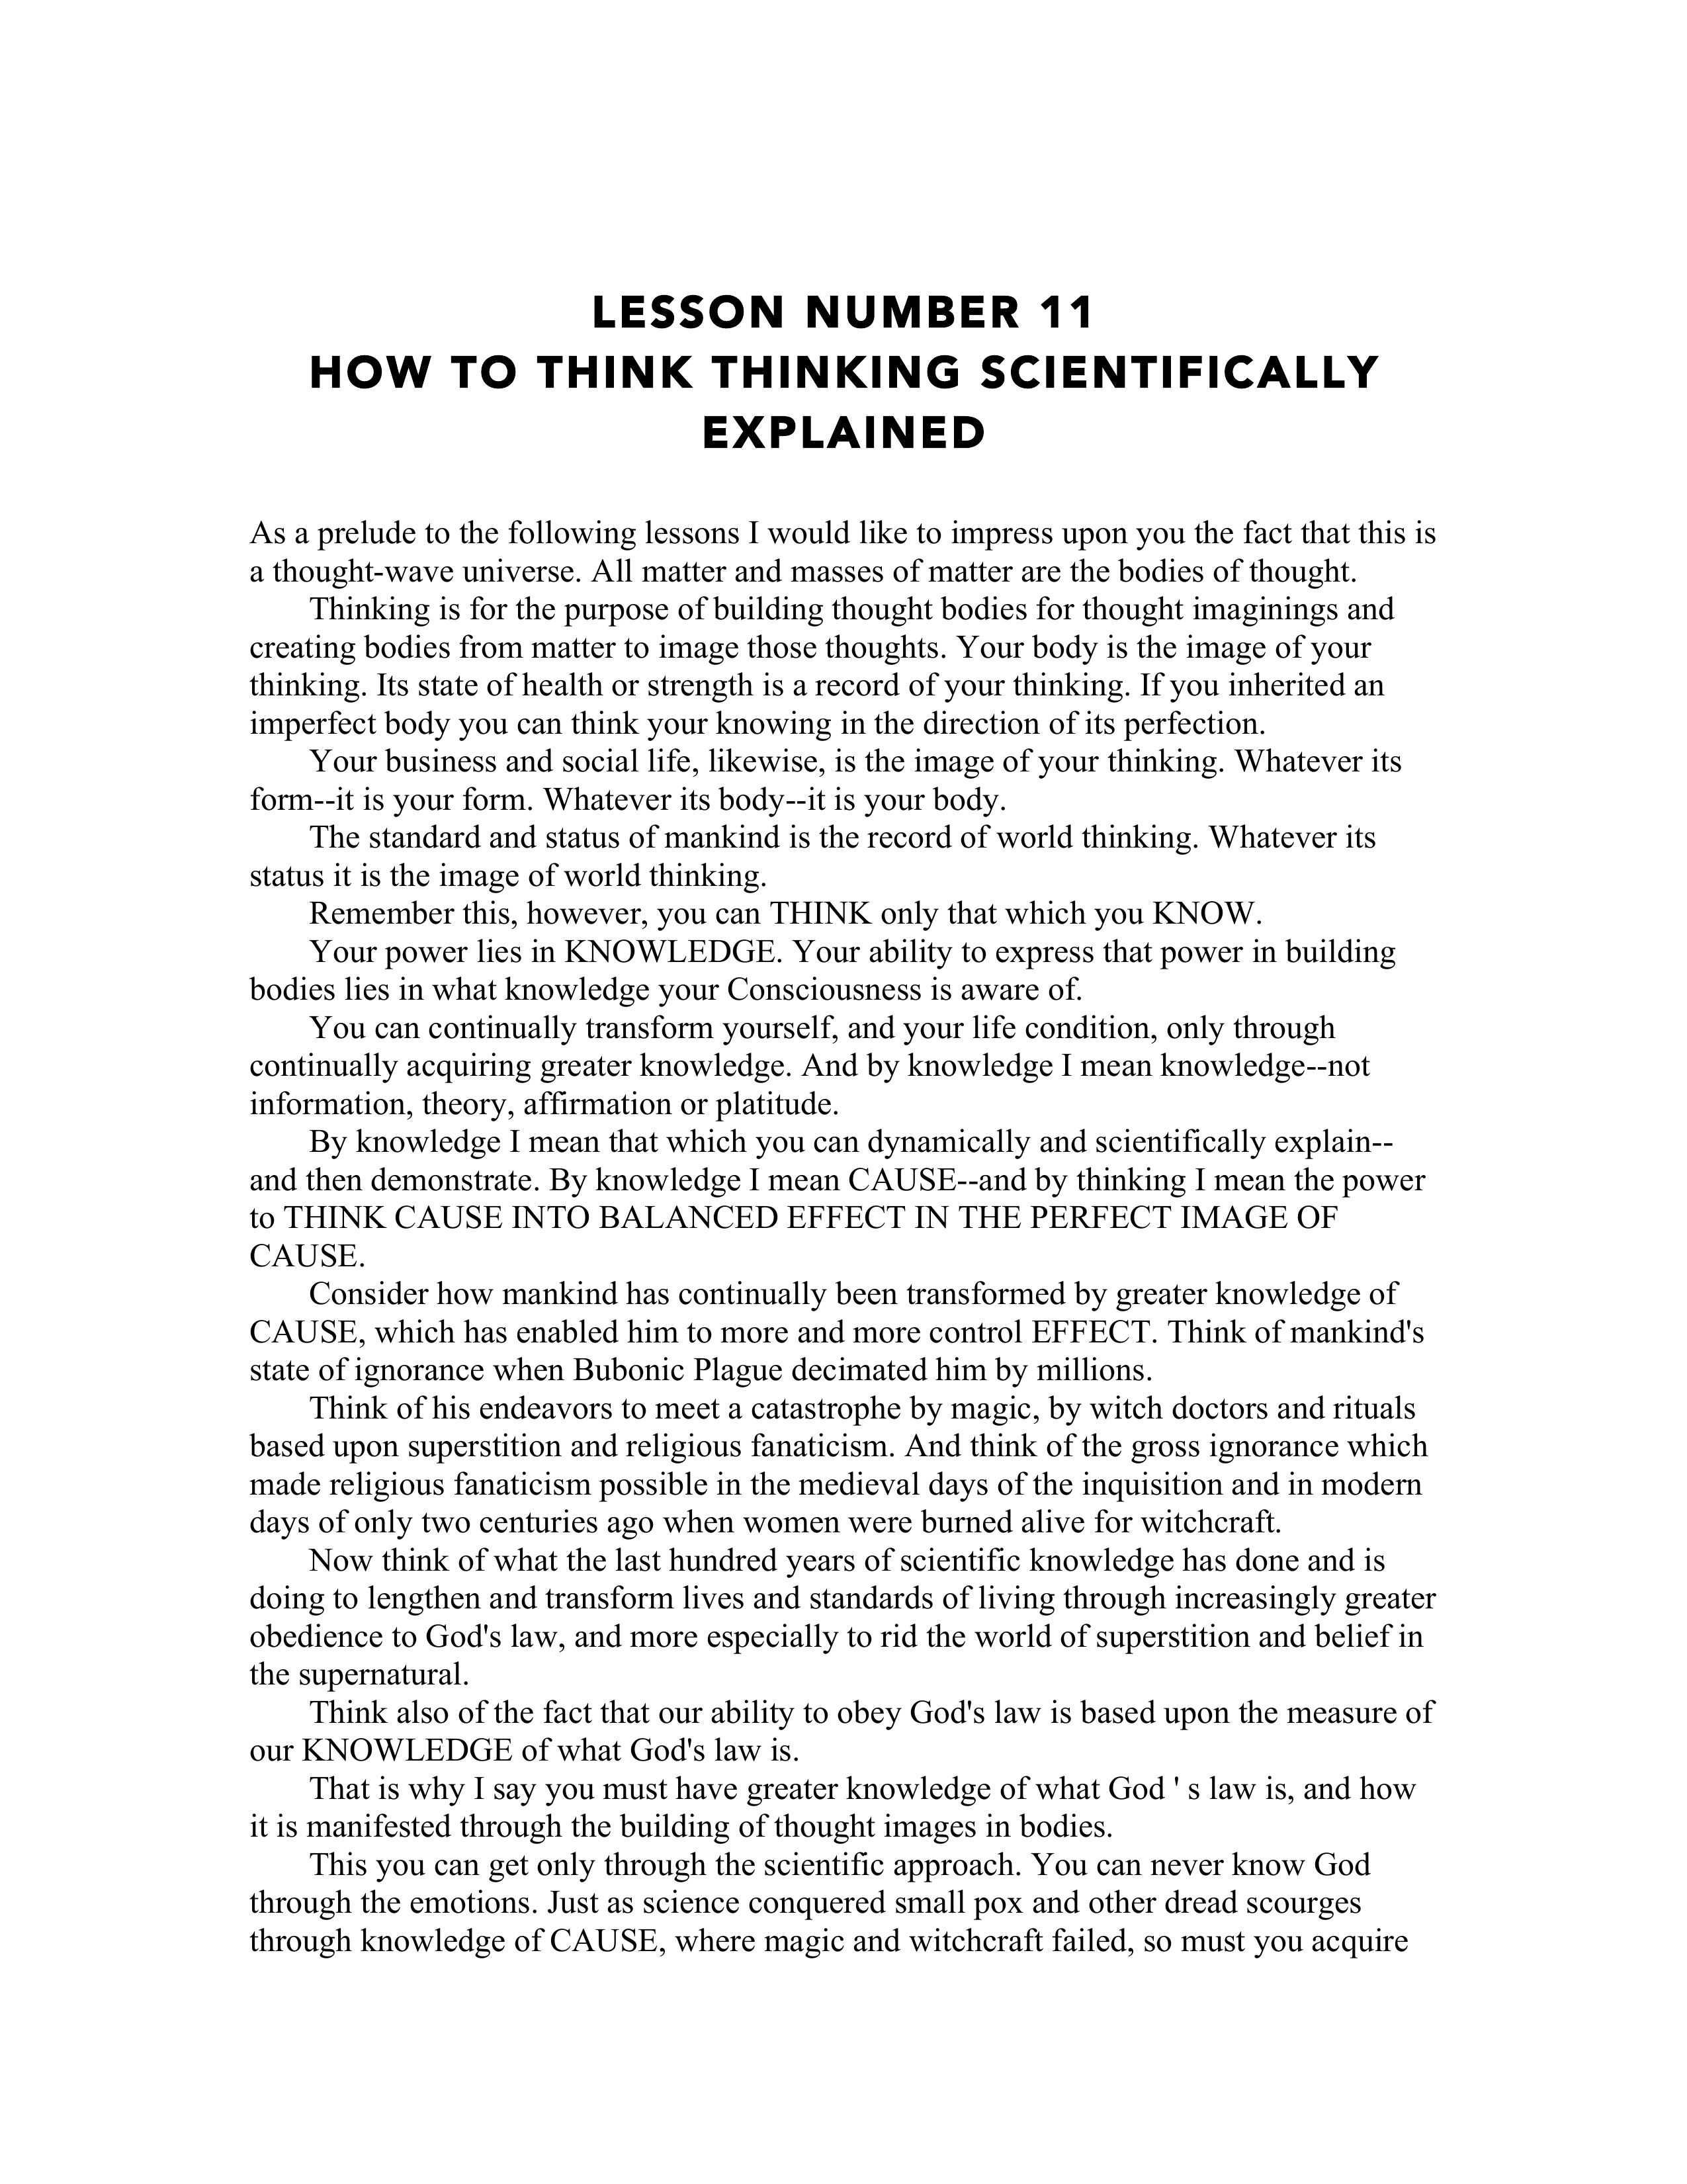 LESSON NUMBER 11
HOW TO THINK THINKING SCIENTIFICALLY
EXPLAINED
As a prelude to the following lessons I would like to impress upon you the fact that this is
a thought-wave universe. All matter and masses of matter are the bodies of thought.
Thinking is for the purpose of building thought bodies for thought imaginings and
creating bodies from matter to image those thoughts. Your body is the image of your
thinking. Its state of health or strength is a record of your thinking. If you inherited an
imperfect body you can think your knowing in the direction of its perfection.
Your business and social life, likewise, is the image of your thinking. Whatever its
form--it is your form. Whatever its body--it is your body.
The standard and status of mankind is the record of world thinking. Whatever its
status it is the image of world thinking.
Remember this, however, you can THINK only that which you KNOW.
Your power lies in KNOWLEDGE. Your ability to express that power in building
bodies lies in what knowledge your Consciousness is aware of.
You can continually transform yourself, and your life condition, only through
continually acquiring greater knowledge. And by knowledge I mean knowledge--not
information, theory, affirmation or platitude.
By knowledge I mean that which you can dynamically and scientifically explain--
and then demonstrate. By knowledge I mean CAUSE--and by thinking I mean the power
to THINK CAUSE INTO BALANCED EFFECT IN THE PERFECT IMAGE OF
CAUSE.
Consider how mankind has continually been transformed by greater knowledge of
CAUSE, which has enabled him to more and more control EFFECT. Think of mankind's
state of ignorance when Bubonic Plague decimated him by millions.
Think of his endeavors to meet a catastrophe by magic, by witch doctors and rituals
based upon superstition and religious fanaticism. And think of the gross ignorance which
made religious fanaticism possible in the medieval days of the inquisition and in modern
days of only two centuries ago when women were burned alive for witchcraft.
Now think of what the last hundred years of scientific knowledge has done and is
doing to lengthen and transform lives and standards of living through increasingly greater
obedience to God's law, and more especially to rid the world of superstition and belief in
the supernatural.
Think also of the fact that our ability to obey God's law is based upon the measure of
our KNOWLEDGE of what God's law is.
That is why I say you must have greater knowledge of what God ' s law is, and how
it is manifested through the building of thought images in bodies.
This you can get only through the scientific approach. You can never know God
through the emotions. Just as science conquered small pox and other dread scourges
through knowledge of CAUSE, where magic and witchcraft failed, so must you acquire